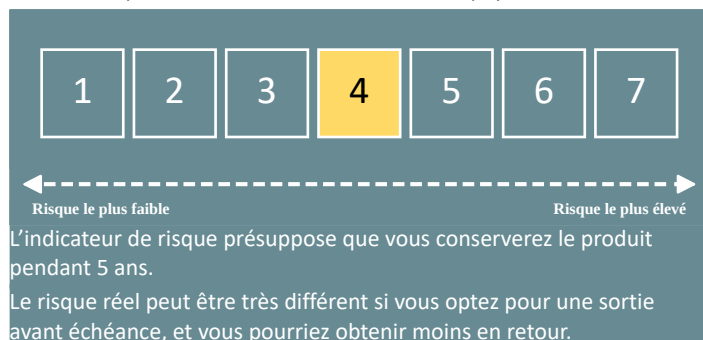 1 2 3 4 5 6 7
Risque le plus faible Risque le plus élevé
L’indicateur de risque présuppose que vous conserverez le produit
pendant 5 ans.
Le risque réel peut être très différent si vous optez pour une sortie
avant échéance, et vous pourriez obtenir moins en retour.